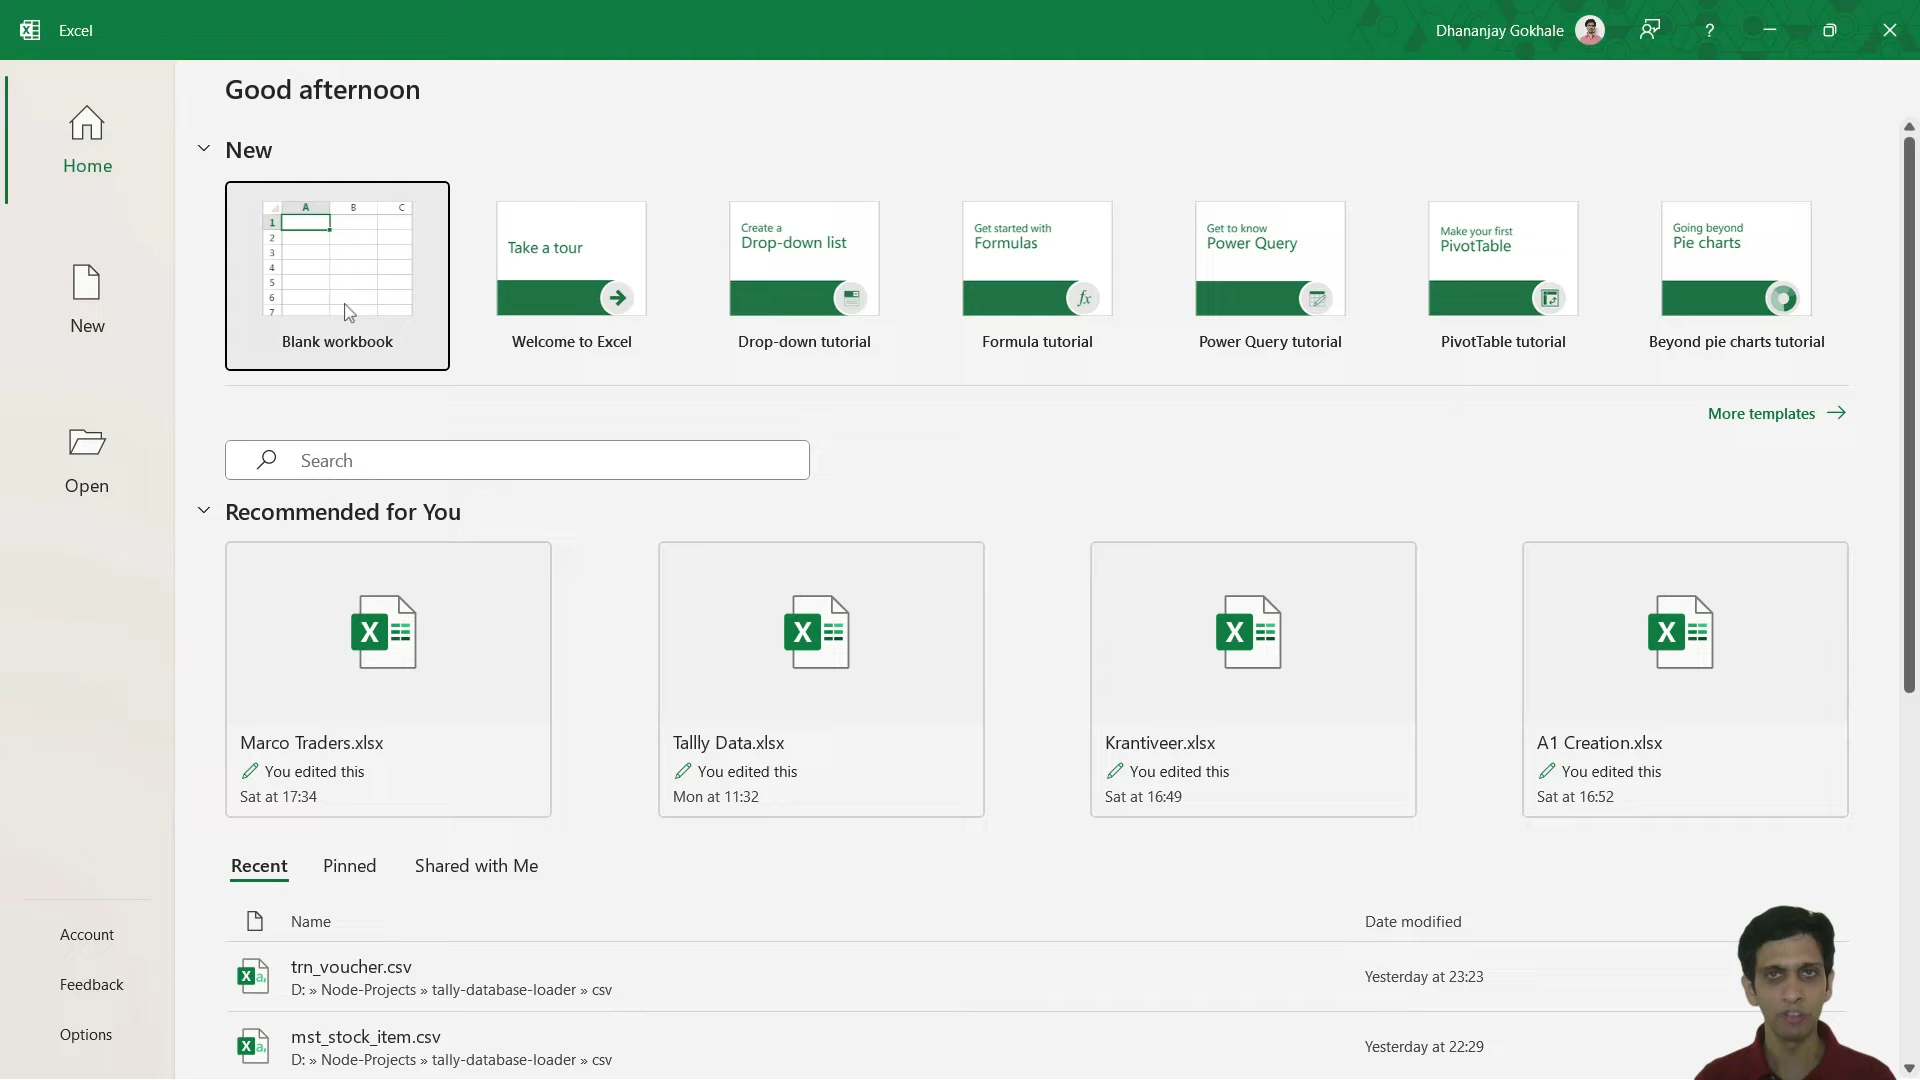 Excel
Dhananjay Gokhale
?
Good afternoon
Home
New
Open
Account
Feedback
Options
New
A B C
1
2
3
4
5
6
7
Blank workbook
Take a tour
Welcome to Excel
Create a
Drop-down list
Drop-down tutorial
Get started with
Formulas
fx
Formula tutorial
Get to know
Power Query
Power Query tutorial
Make your first
PivotTable
PivotTable tutorial
Going beyond
Pie charts
Beyond pie charts tutorial
More templates
Search
Recommended for You
X
Marco Traders.xlsx
You edited this
Sat at 17:34
X
Tallly Data.xlsx
You edited this
Mon at 11:32
X
Krantiveer.xlsx
You edited this
Sat at 16:49
X
A1 Creation.xlsx
You edited this
Sat at 16:52
Recent Pinned Shared with Me
Name Date modified
trn_voucher.csv
D: » Node-Projects » tally-database-loader » csv
Yesterday at 23:23
mst_stock_item.csv
D: » Node-Projects » tally-database-loader » csv
Yesterday at 22:29